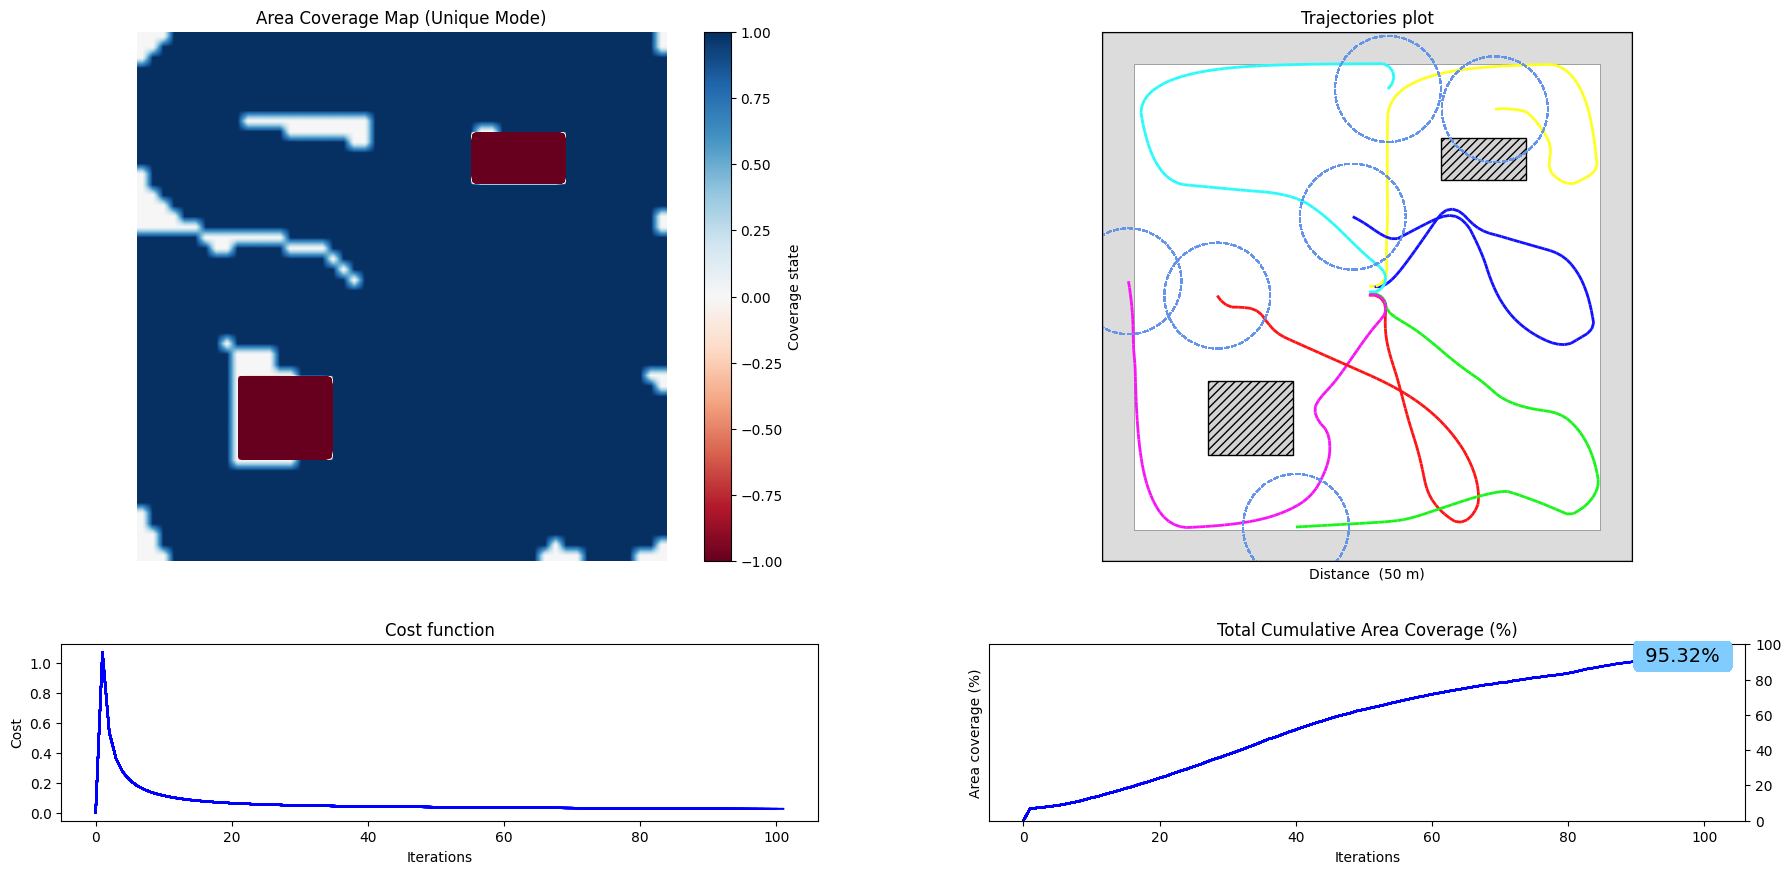 Area Coverage Map (Unique Mode)
1.00
0.75
0.50
0.25
0.00
−0.25
−0.50
−0.75
−1.00
Coverage state
Trajectories plot
Distance  (50 m)
Cost function
1.0
0.8
0.6
0.4
0.2
0.0
Cost
0 20 40 60 80 100
Iterations
Total Cumulative Area Coverage (%)
95.32%
Area coverage (%)
100
80
60
40
20
0
0 20 40 60 80 100
Iterations